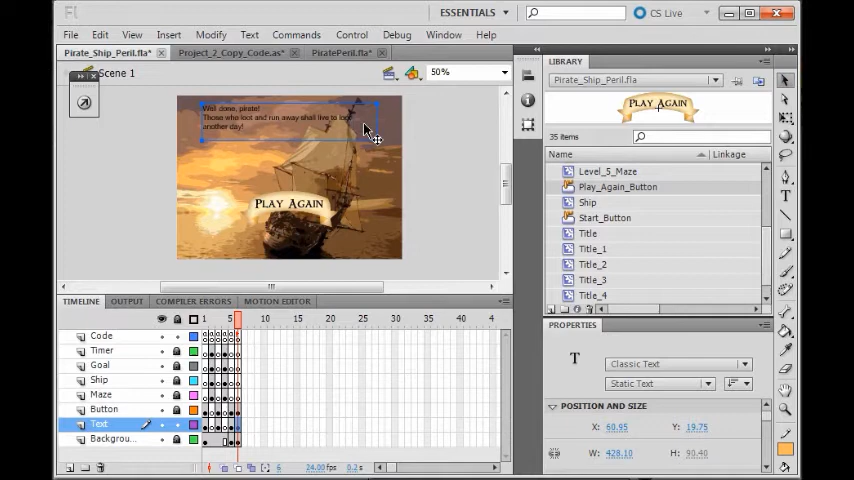 Fl
ESSENTIALS
CS Live
File Edit View Insert Modify Text Commands Control Debug Window Help
Pirate_Ship_Peril.fla*
Project_2_Copy_Code.as*
PiratePeril.fla*
Scene 1
50%
Well done, pirate!
Those who loot and run away shall live to loot
another day!
PLAY AGAIN
LIBRARY
Pirate_Ship_Peril.fla
PLAY AGAIN
35 items
Name
Linkage
Level_5_Maze
Play_Again_Button
Ship
Start_Button
Title
Title_1
Title_2
Title_3
Title_4
PROPERTIES
T
Classic Text
Static Text
POSITION AND SIZE
X: 60.95 Y: 19.75
W: 428.10 H: 90.40
TIMELINE
OUTPUT
COMPILER ERRORS
MOTION EDITOR
1 5 10 15 20 25 30 35 40 4
Code
Timer
Goal
Ship
Maze
Button
Text
Backgrou...
6 24.00fps 0.2 s